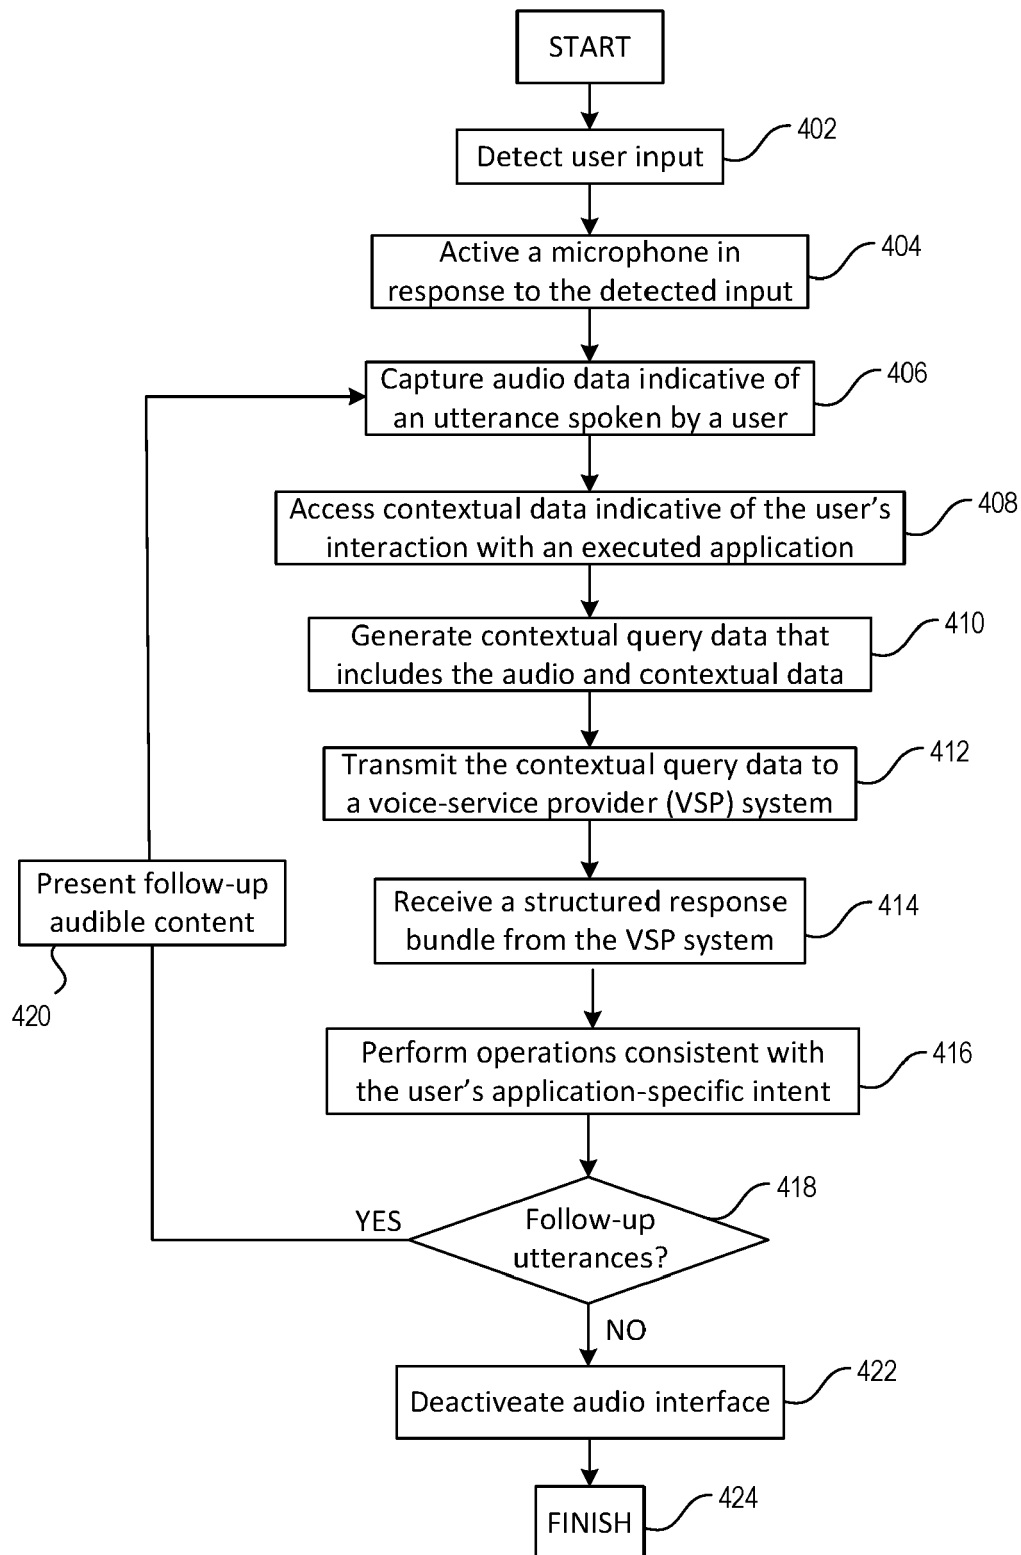 START
402
Detect user input
404
Active a microphone in
response to the detected input
406
Capture audio data indicative of
an utterance spoken by a user
408
Access contextual data indicative of the user's
interaction with an executed application
410
Generate contextual query data that
includes the audio and contextual data
412
Transmit the contextual query data to
a voice-service provider (VSP) system
Present follow-up
audible content
420
414
Receive a structured response
bundle from the VSP system
416
Perform operations consistent with
the user's application-specific intent
418
YES
Follow-up
utterances?
NO
422
Deactiveate audio interface
424
FINISH